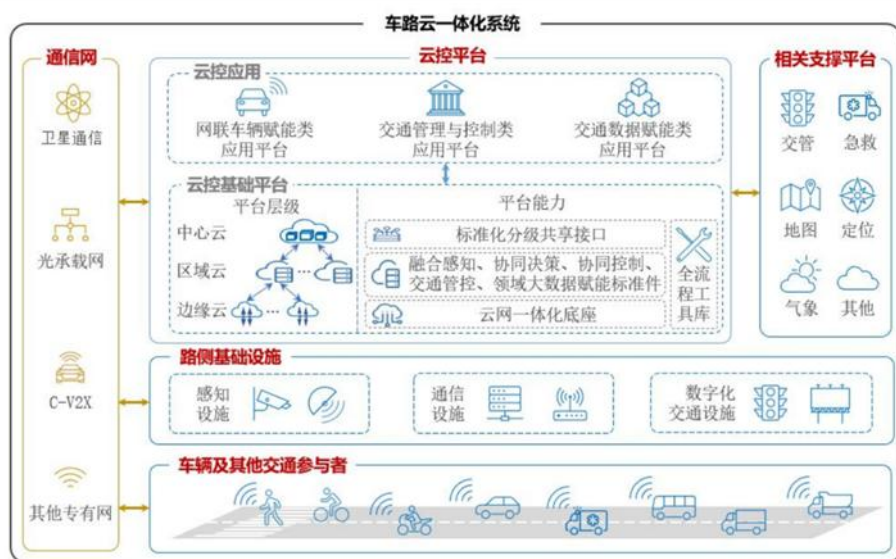 车路云一体化系统
通信网
卫星通信
光承载网
C-V2X
其他专有网
云控平台
云控应用
网联车辆赋能类
应用平台
交通管理与控制类
应用平台
交通数据赋能类
应用平台
云控基础平台
平台层级
中心云
区域云
边缘云
平台能力
标准化分级共享接口
融合感知、协同决策、协同控制、
交通管控、领域大数据赋能标准件
云网一体化底座
全流
程工
具库
相关支撑平台
交管
急救
地图
定位
气象
其他
路侧基础设施
感知
设施
通信
设施
数字化
交通设施
车辆及其他交通参与者